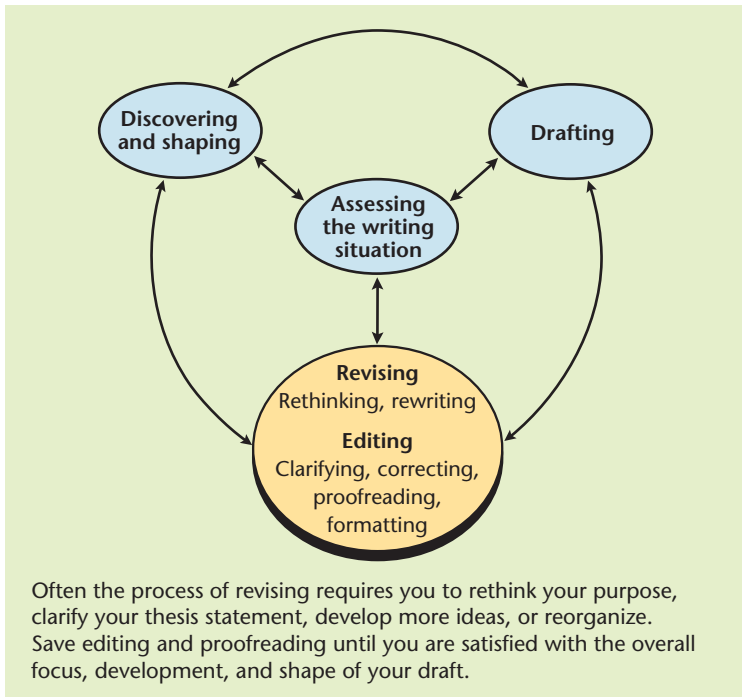 Discovering
and shaping
Drafting
Assessing
the writing
situation
Revising
Rethinking, rewriting
Editing
Clarifying, correcting,
proofreading,
formatting
Often the process of revising requires you to rethink your purpose,
clarify your thesis statement, develop more ideas, or reorganize.
Save editing and proofreading until you are satisfied with the overall
focus, development, and shape of your draft.